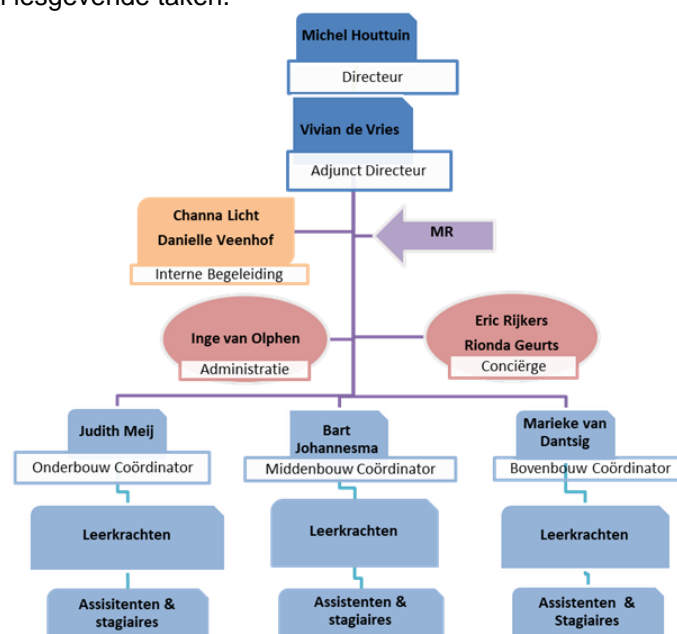 lesgevende taken.
Michel Houttuin
Directeur
Vivian de Vries
Adjunct Directeur
Channa Licht
Danielle Veenhof
Interne Begeleiding
MR
Inge van Olphen
Administratie
Eric Rijkers
Rionda Geurts
Conciërge
Judith Meij
Onderbouw Coördinator
Bart
Johannesma
Middenbouw Coördinator
Marieke van
Dantsig
Bovenbouw Coördinator
Leerkrachten
Leerkrachten
Leerkrachten
Assisitenten &
stagiaires
Assistenten &
stagiaires
Assistenten &
Stagiaires